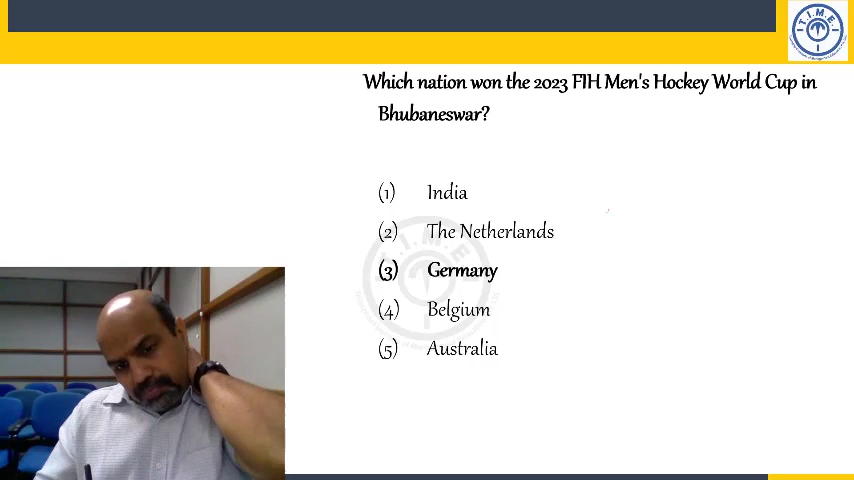 T.I.M.E.
Which nation won the 2023 FIH Men's Hockey World Cup in
Bhubaneswar?
(1) India
(2) The Netherlands
(3) Germany
(4) Belgium
(5) Australia
T.I.M.E.